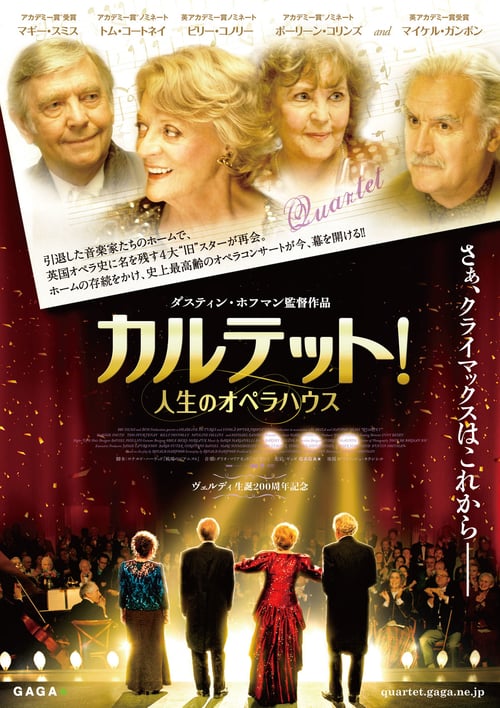 アカデミー賞®受賞
マギー・スミス
アカデミー賞®ノミネート
トム・コートネイ
英アカデミー賞ノミネート
ビリー・コノリー
アカデミー賞®ノミネート
ポーリーン・コリンズ
and
英アカデミー賞受賞
マイケル・ガンボン
Quartet
引退した音楽家たちのホームで、
英国オペラ史に名を残す4大“旧”スターが再会。
ホームの存続をかけ、史上最高齢のオペラコンサートが今、幕を開ける!!
さぁ、クライマックスはこれから――
ダスティン・ホフマン監督作品
カルテット!
人生のオペラハウス
ヴェルディ生誕200周年記念
GAGA
quartet.gaga.ne.jp